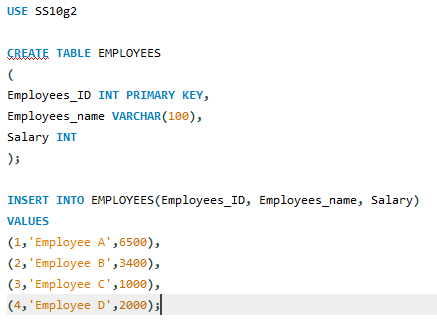 USE SS10g2
CREATE TABLE EMPLOYEES
(
Employees_ID INT PRIMARY KEY,
Employees_name VARCHAR(100),
Salary INT
);
INSERT INTO EMPLOYEES(Employees_ID, Employees_name, Salary)
VALUES
(1,'Employee A',6500),
(2,'Employee B',3400),
(3,'Employee C',1000),
(4,'Employee D',2000);